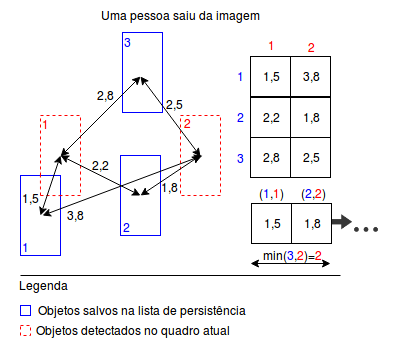 Uma pessoa saiu da imagem
3
1 2
1 2
2,8
2,5
2,2
1,5
3,8
1,8
1
2
1 1,5 3,8
2 2,2 1,8
3 2,8 2,5
(1,1) (2,2)
1,5 1,8
min(3,2)=2
Legenda
Objetos salvos na lista de persistência
Objetos detectados no quadro atual